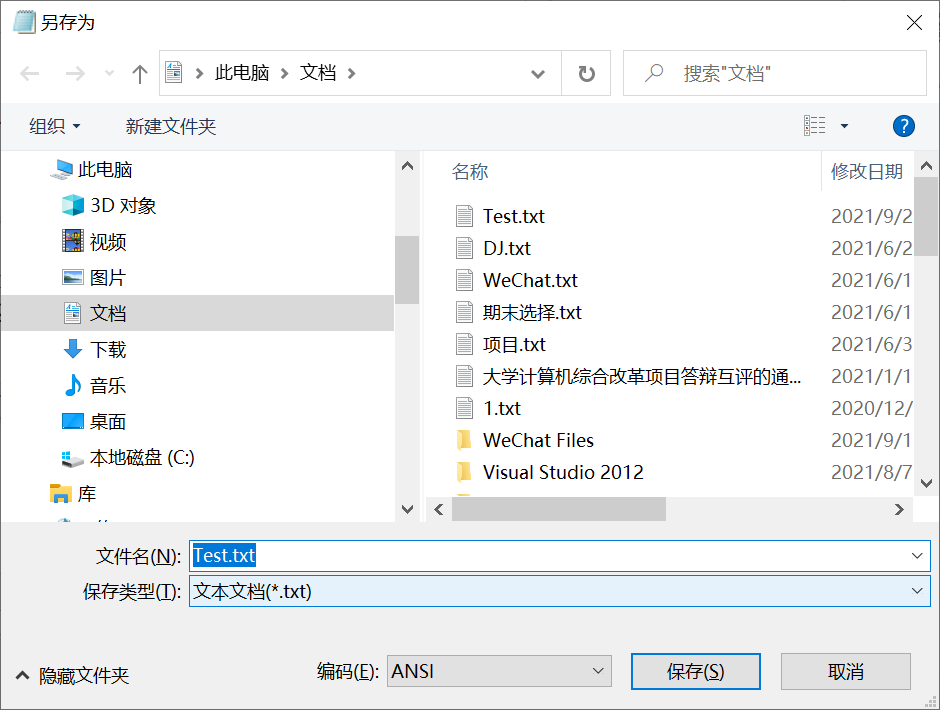 另存为
此电脑 文档
搜索"文档"
组织 新建文件夹
此电脑
3D 对象
视频
图片
文档
下载
音乐
桌面
本地磁盘 (C:)
库
名称 修改日期
Test.txt 2021/9/2
DJ.txt 2021/6/2
WeChat.txt 2021/6/1
期末选择.txt 2021/6/1
项目.txt 2021/6/3
大学计算机综合改革项目答辩互评的通... 2021/1/1
1.txt 2020/12/
WeChat Files 2021/9/1
Visual Studio 2012 2021/8/7
文件名(N): Test.txt
保存类型(T): 文本文档(*.txt)
隐藏文件夹 编码(E): ANSI 保存(S) 取消